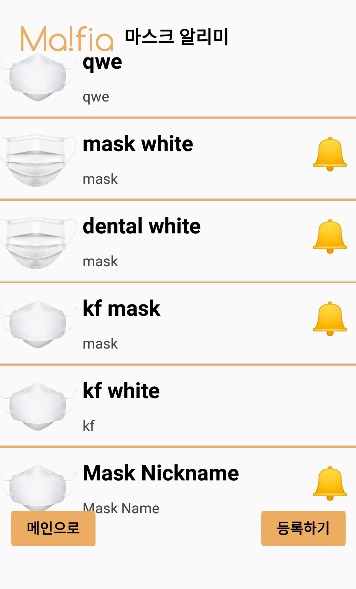 Ma!fia 마스크 알리미
qwe
qwe
mask white
mask
dental white
mask
kf mask
mask
kf white
kf
Mask Nickname
Mask Name
메인으로
등록하기